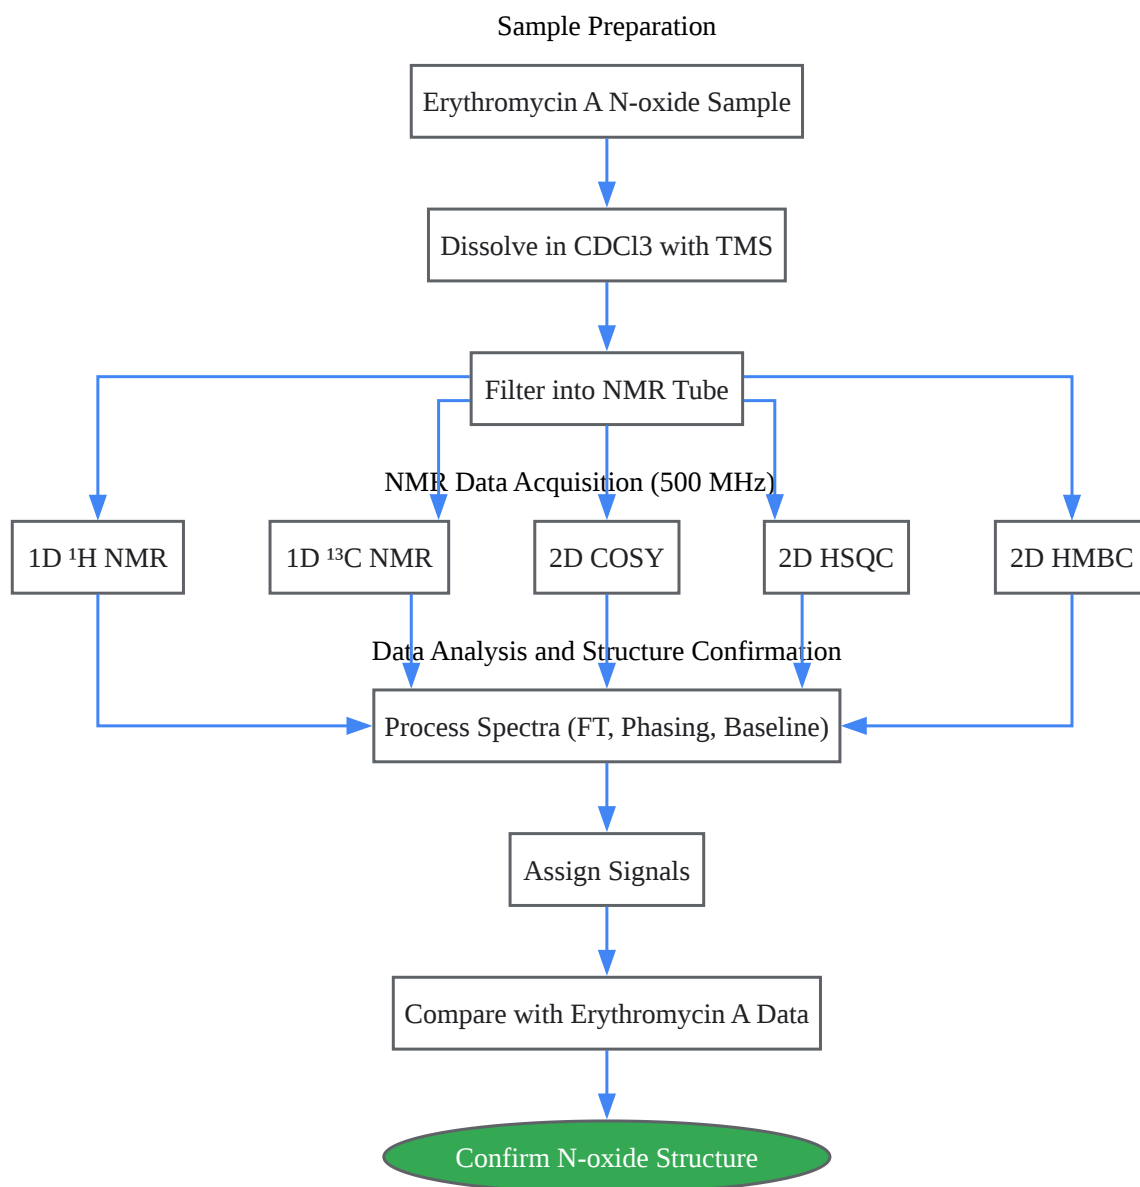 Sample Preparation
Erythromycin A N-oxide Sample
Dissolve in CDCl3 with TMS
Filter into NMR Tube
NMR Data Acquisition (500 MHz)
1D ¹H NMR
1D ¹³C NMR
2D COSY
2D HSQC
2D HMBC
Data Analysis and Structure Confirmation
Process Spectra (FT, Phasing, Baseline)
Assign Signals
Compare with Erythromycin A Data
Confirm N-oxide Structure